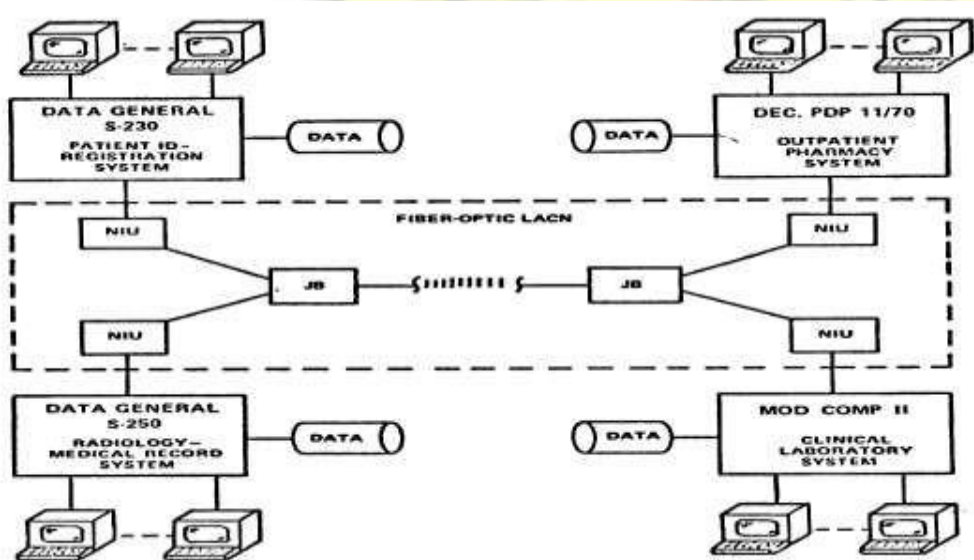 DATA GENERAL
S-230
PATIENT ID-
REGISTRATION
SYSTEM
DATA
DATA
DEC. PDP 11/70
OUTPATIENT
PHARMACY
SYSTEM
FIBER-OPTIC LACN
NIU
NIU
JB
JB
NIU
NIU
DATA GENERAL
S-250
RADIOLOGY-
MEDICAL RECORD
SYSTEM
DATA
DATA
MOD COMP II
CLINICAL
LABORATORY
SYSTEM